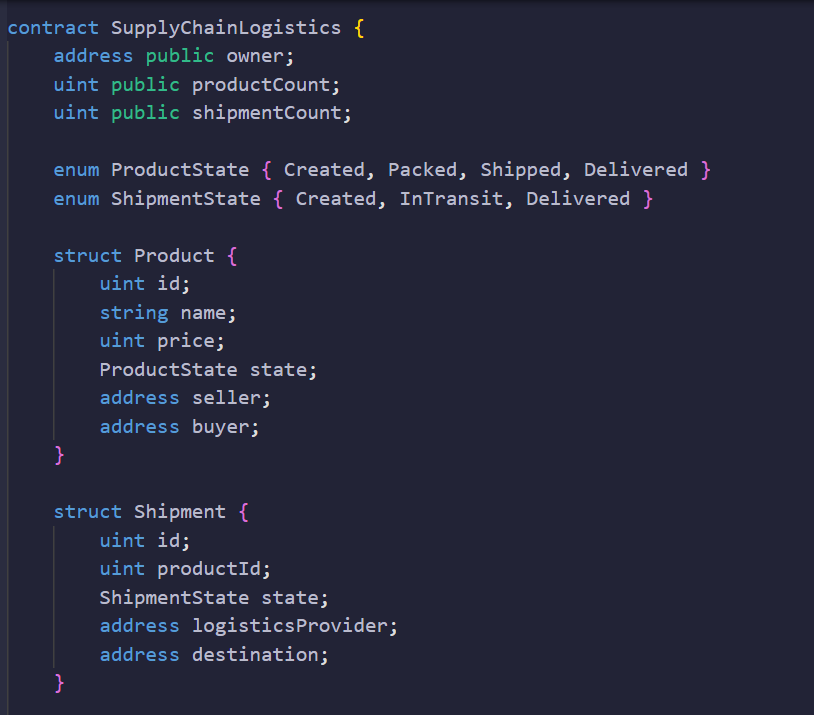 contract SupplyChainLogistics {
    address public owner;
    uint public productCount;
    uint public shipmentCount;

    enum ProductState { Created, Packed, Shipped, Delivered }
    enum ShipmentState { Created, InTransit, Delivered }

    struct Product {
        uint id;
        string name;
        uint price;
        ProductState state;
        address seller;
        address buyer;
    }

    struct Shipment {
        uint id;
        uint productId;
        ShipmentState state;
        address logisticsProvider;
        address destination;
    }